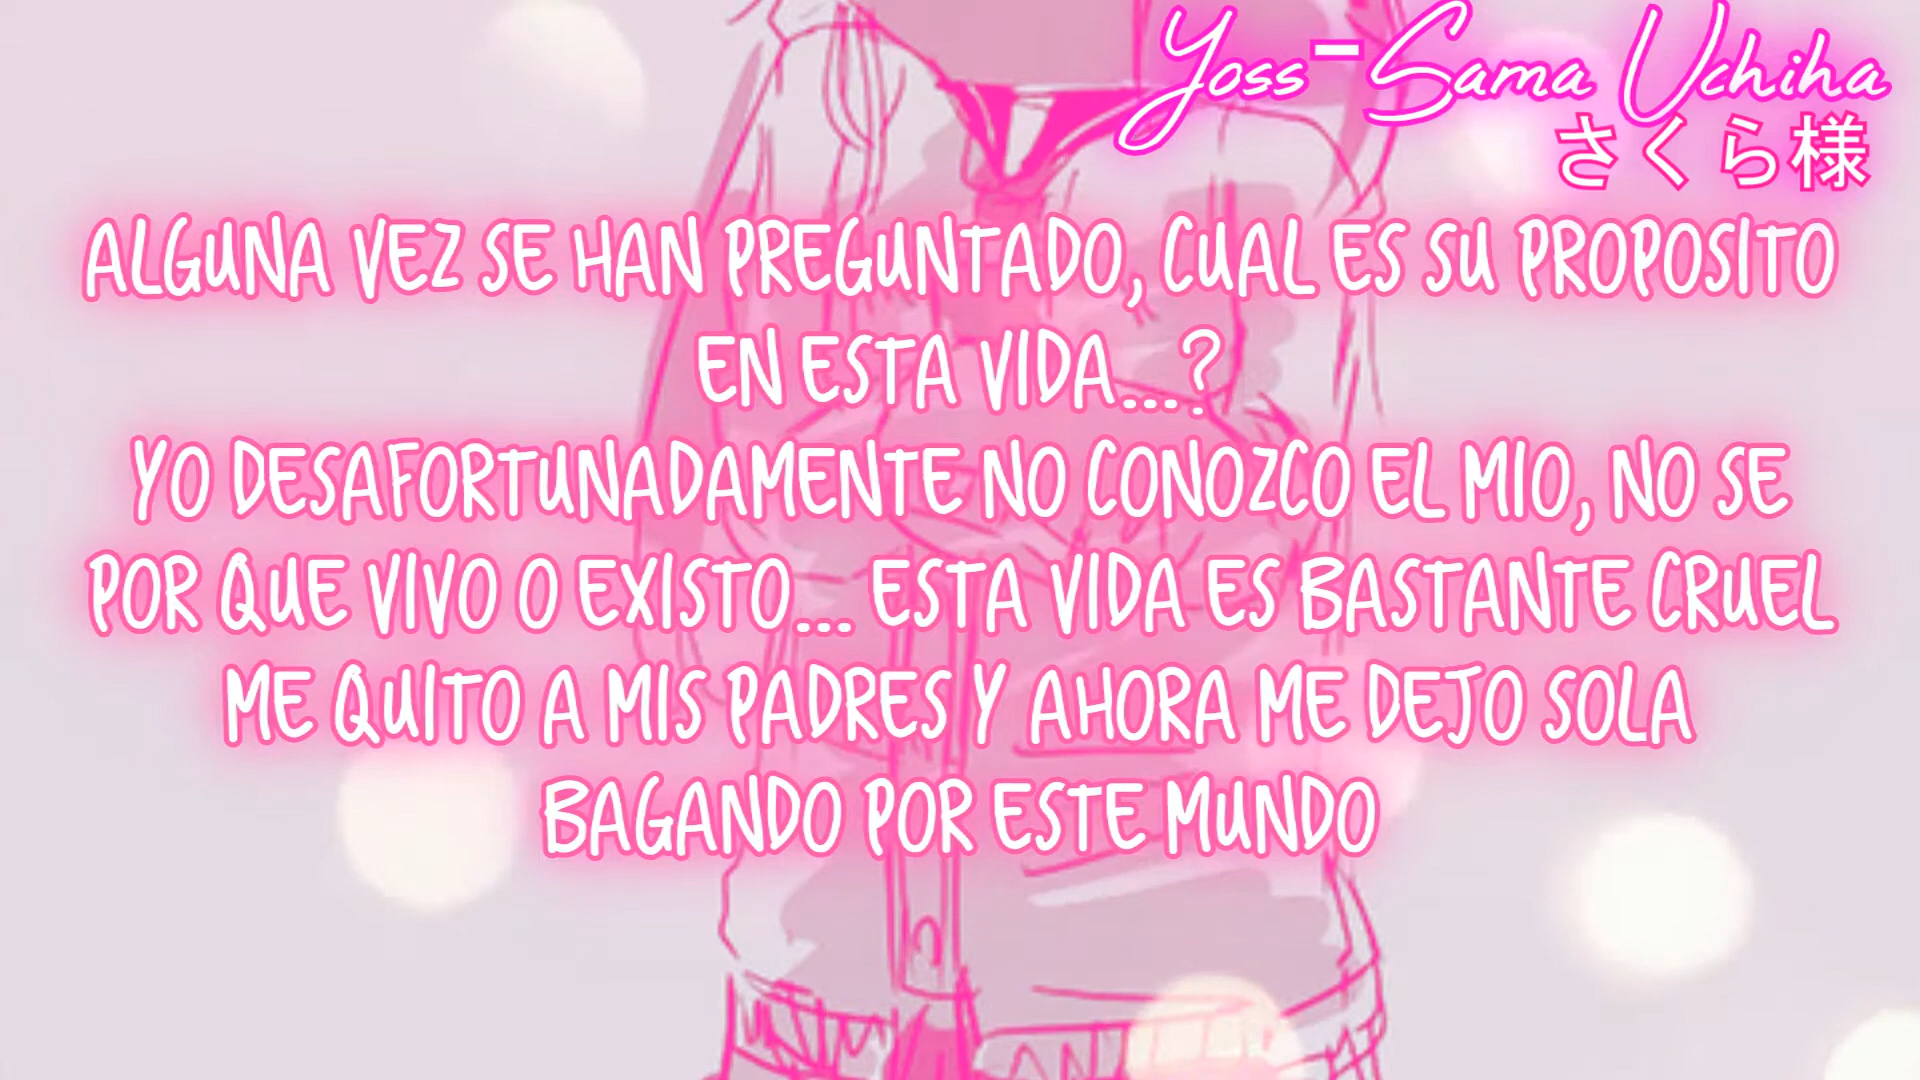 Yoss-Sama Uchiha
さくら様
ALGUNA VEZ SE HAN PREGUNTADO, CUAL ES SU PROPOSITO
EN ESTA VIDA...?
YO DESAFORTUNADAMENTE NO CONOZCO EL MIO, NO SE
POR QUE VIVO O EXISTO... ESTA VIDA ES BASTANTE CRUEL
ME QUITO A MIS PADRES Y AHORA ME DEJO SOLA
BAGANDO POR ESTE MUNDO